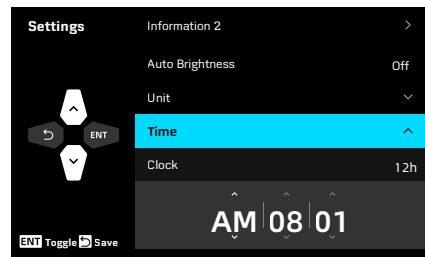 Settings
Information 2
Auto Brightness Off
Unit
ENT
Time
Clock 12h
AM 08 01
ENT Toggle Save